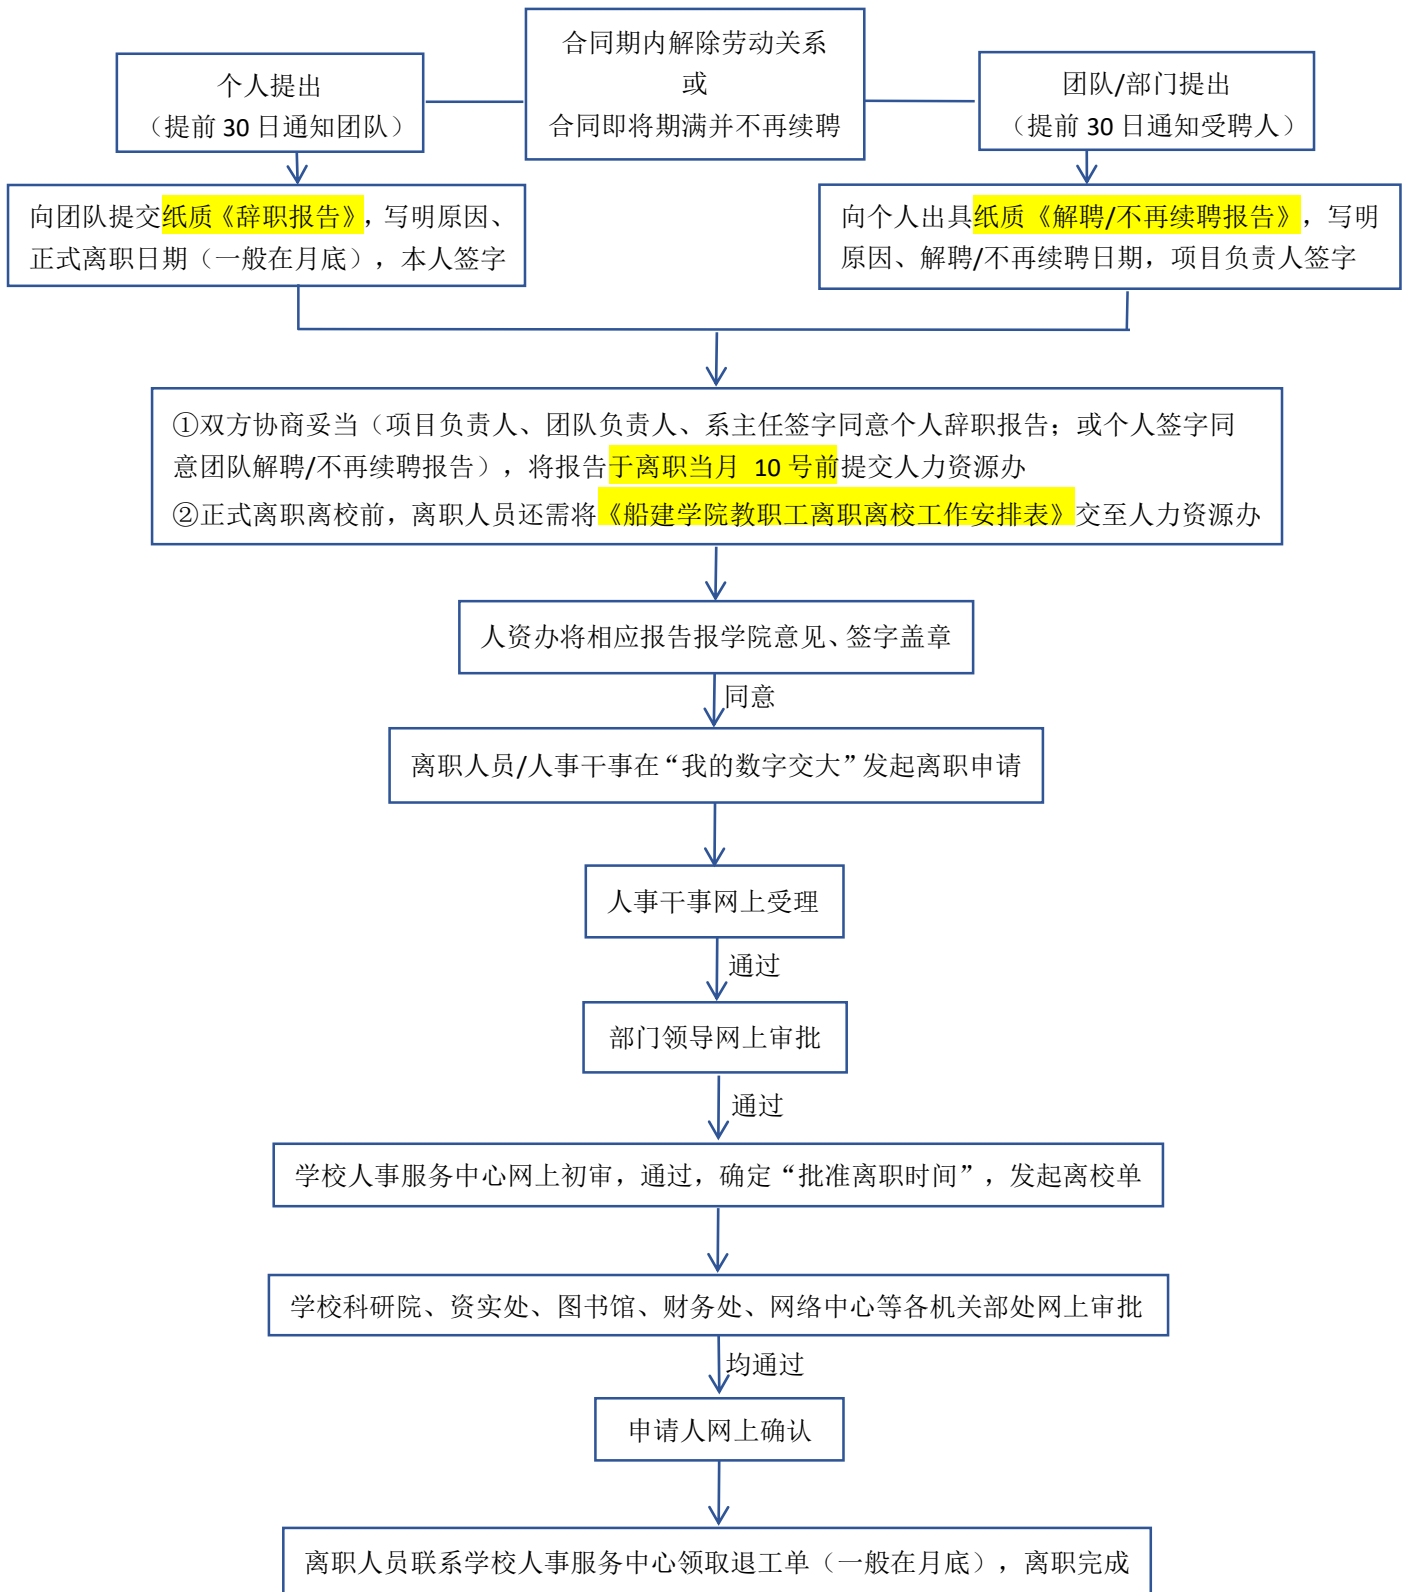 合同期内解除劳动关系
或
合同即将期满并不再续聘
个人提出
（提前 30 日通知团队）
团队/部门提出
（提前 30 日通知受聘人）
向团队提交纸质《辞职报告》，写明原因、
正式离职日期（一般在月底），本人签字
向个人出具纸质《解聘/不再续聘报告》，写明
原因、解聘/不再续聘日期，项目负责人签字
①双方协商妥当（项目负责人、团队负责人、系主任签字同意个人辞职报告；或个人签字同
意团队解聘/不再续聘报告），将报告于离职当月 10 号前提交人力资源办
②正式离职离校前，离职人员还需将《船建学院教职工离职离校工作安排表》交至人力资源办
人资办将相应报告报学院意见、签字盖章
同意
离职人员/人事干事在“我的数字交大”发起离职申请
人事干事网上受理
通过
部门领导网上审批
通过
学校人事服务中心网上初审，通过，确定“批准离职时间”，发起离校单
学校科研院、资实处、图书馆、财务处、网络中心等各机关部处网上审批
均通过
申请人网上确认
离职人员联系学校人事服务中心领取退工单（一般在月底），离职完成